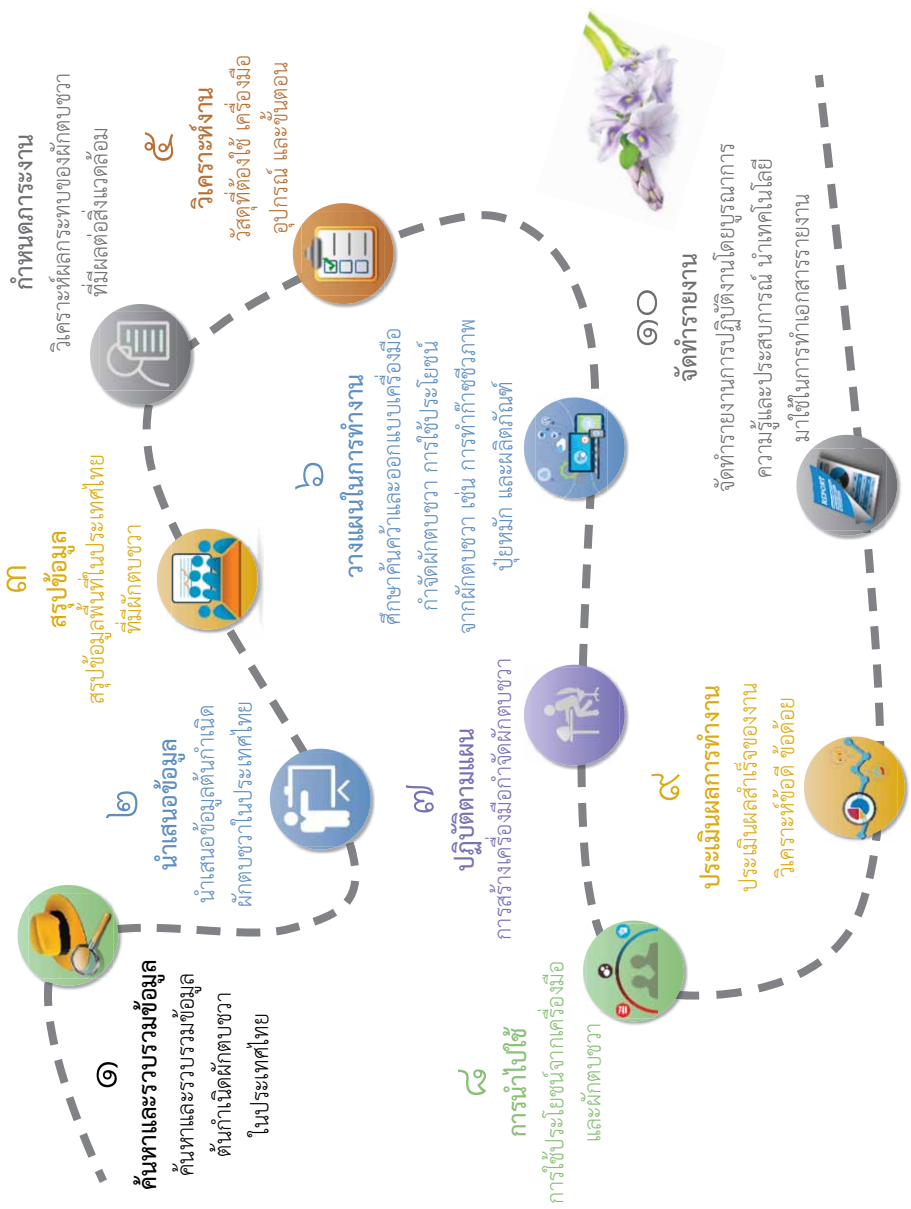 ๑
ค้นหาและรวบรวมข้อมูล
ค้นหาและรวบรวมข้อมูล
ต้นกำเนิดผักตบชวา
ในประเทศไทย
๒
นำเสนอข้อมูล
นำเสนอข้อมูลต้นกำเนิด
ผักตบชวาในประเทศไทย
๓
สรุปข้อมูล
สรุปข้อมูลพื้นที่ในประเทศไทย
ที่มีผักตบชวา
กำหนดภาระงาน
วิเคราะห์ผลกระทบของผักตบชวา
ที่มีผลต่อสิ่งแวดล้อม
๕
วิเคราะห์งาน
วัสดุที่ต้องใช้ เครื่องมือ
อุปกรณ์ และขั้นตอน
๖
วางแผนในการทำงาน
ศึกษาค้นคว้าและออกแบบเครื่องมือ
กำจัดผักตบชวา การใช้ประโยชน์
จากผักตบชวา เช่น การทำก๊าซชีวภาพ
ปุ๋ยหมัก และผลิตภัณฑ์
๗
ปฏิบัติตามแผน
การสร้างเครื่องมือกำจัดผักตบชวา
๘
การนำไปใช้
การใช้ประโยชน์จากเครื่องมือ
และผักตบชวา
๙
ประเมินผลการทำงาน
ประเมินผลสำเร็จของงาน
วิเคราะห์ข้อดี ข้อด้อย
๑๐
จัดทำรายงาน
จัดทำรายงานการปฏิบัติงานโดยบูรณาการ
ความรู้และประสบการณ์ นำเทคโนโลยี
มาใช้ในการทำเอกสารรายงาน
REPORT